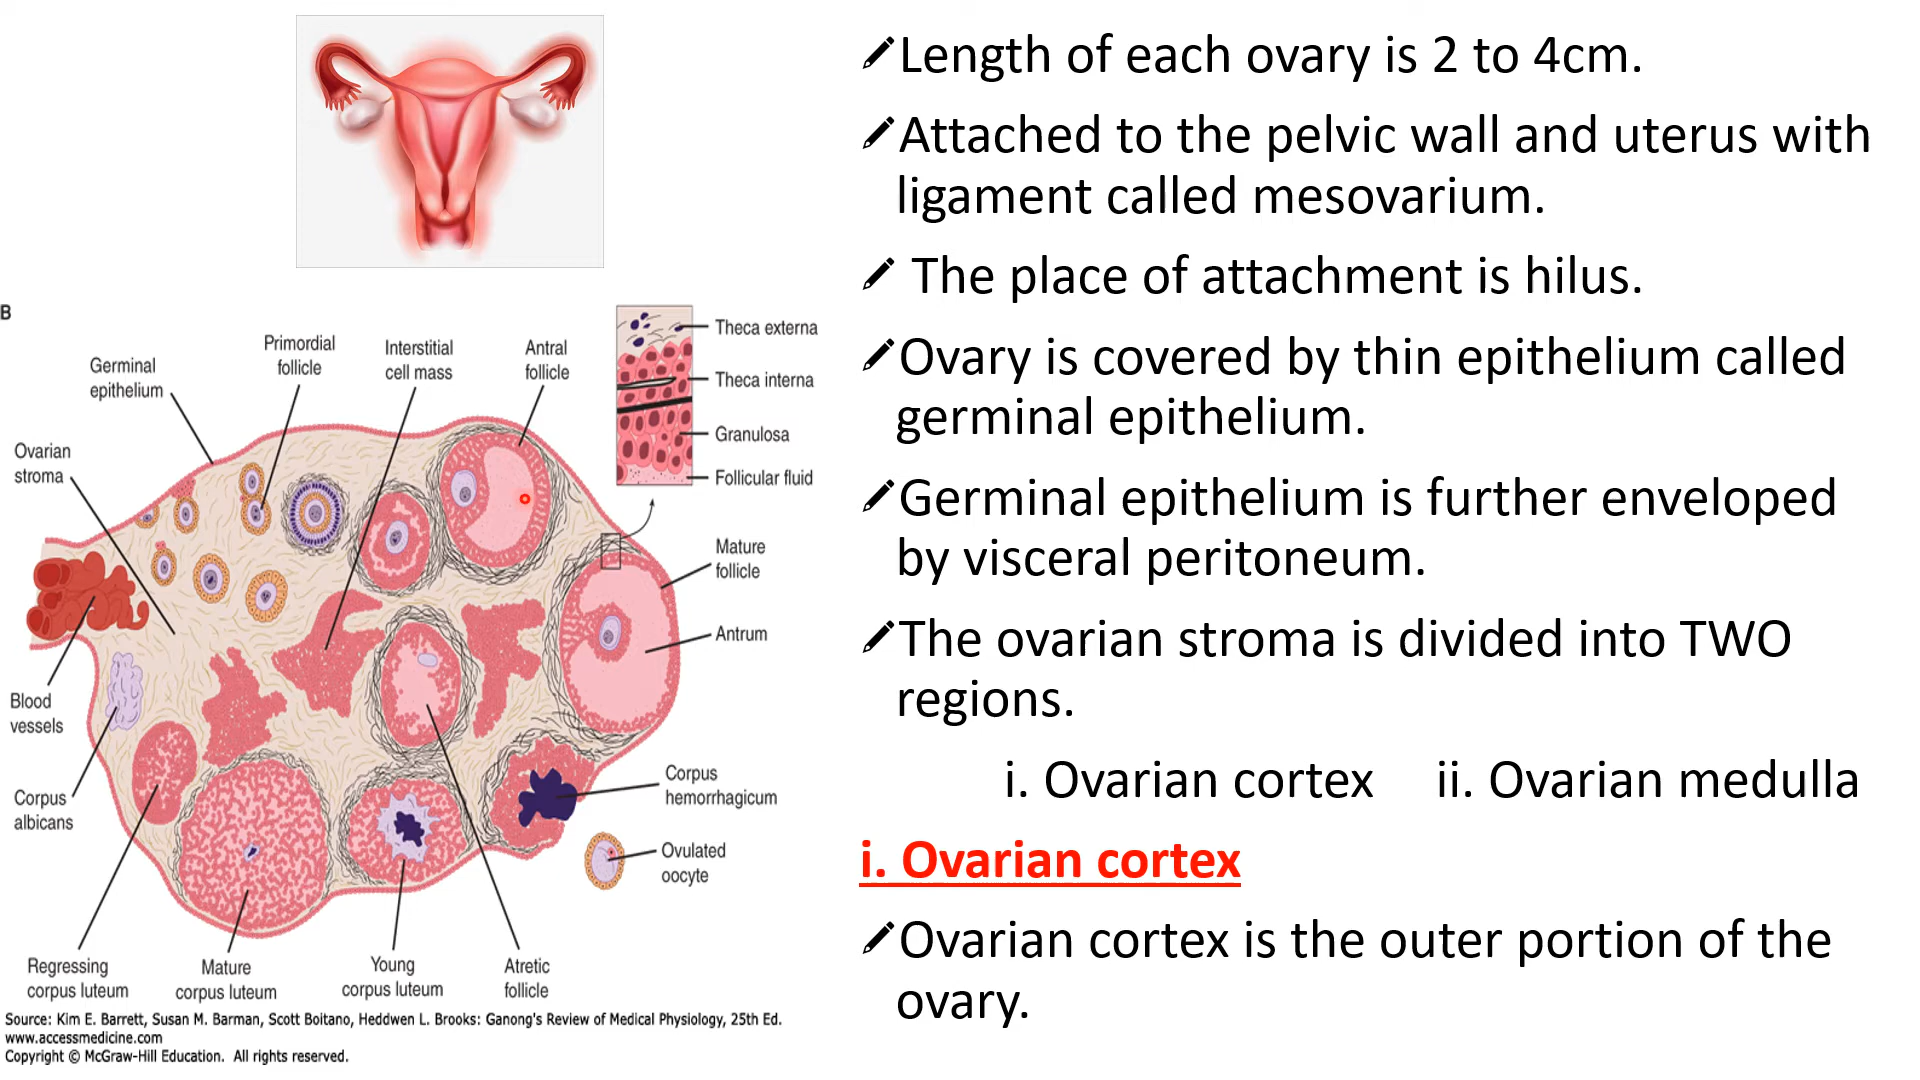 B
Germinal
epithelium
Primordial
follicle
Interstitial
cell mass
Antral
follicle
Theca externa
Theca interna
Granulosa
Follicular fluid
Ovarian
stroma
Mature
follicle
Antrum
Blood
vessels
Corpus
albicans
Corpus
hemorrhagicum
Ovulated
oocyte
Regressing
corpus luteum
Mature
corpus luteum
Young
corpus luteum
Atretic
follicle
Source: Kim E. Barrett, Susan M. Barman, Scott Boitano, Heddwen L. Brooks: Ganong's Review of Medical Physiology, 25th Ed.
www.accessmedicine.com
Copyright © McGraw-Hill Education. All rights reserved.
Length of each ovary is 2 to 4cm.
Attached to the pelvic wall and uterus with
ligament called mesovarium.
The place of attachment is hilus.
Ovary is covered by thin epithelium called
germinal epithelium.
Germinal epithelium is further enveloped
by visceral peritoneum.
The ovarian stroma is divided into TWO
regions.
i. Ovarian cortex ii. Ovarian medulla
i. Ovarian cortex
Ovarian cortex is the outer portion of the
ovary.